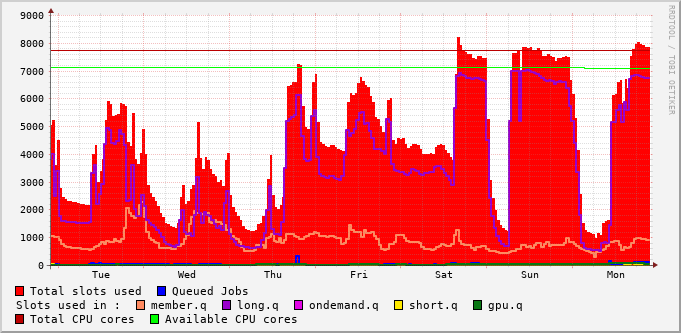 9000
8000
7000
6000
5000
4000
3000
2000
1000
0
Tue Wed Thu Fri Sat Sun Mon
RRDTOOL / TOBI OETIKER
Total slots used Queued Jobs
Slots used in : member.q long.q ondemand.q short.q gpu.q
Total CPU cores Available CPU cores